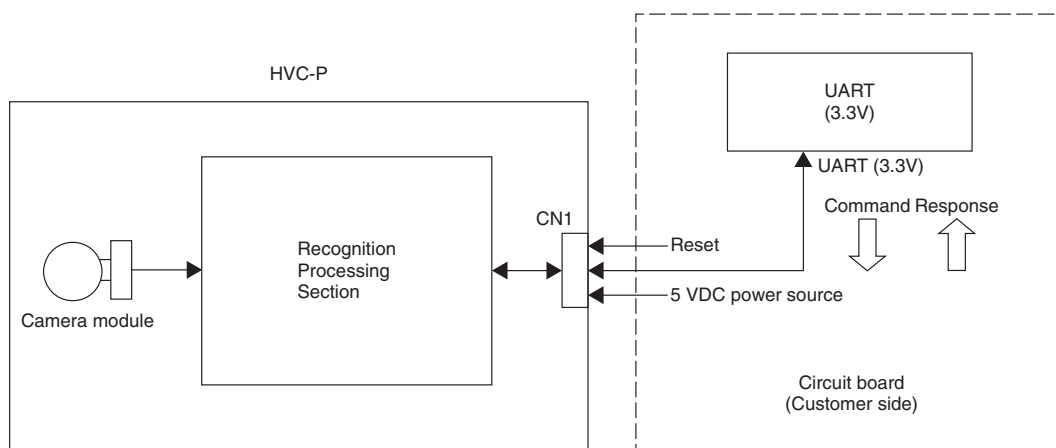 HVC-P
UART
(3.3V)
UART (3.3V)
Command Response
CN1
Reset
Recognition
Processing
Section
5 VDC power source
Camera module
Circuit board
(Customer side)